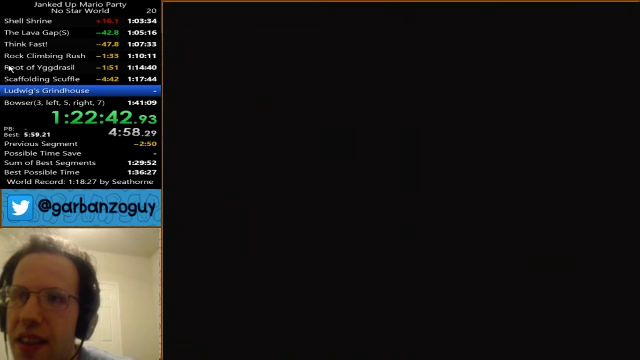 Janked Up Mario Party
No Star World 20
Shell Shrine +16.1 1:03:34
The Lava Gap(S) -42.8 1:05:16
Think Fast! -47.8 1:07:33
Rock Climbing Rush -1:33 1:10:11
Foot of Yggdrasil -1:51 1:14:40
Scaffolding Scuffle -4:42 1:17:44
Ludwig's Grindhouse -
Bowser(3, left, 5, right, 7) 1:41:09
1:22:42.93
PB: -
Best: 5:59.21 4:58.29
Previous Segment -2:50
Possible Time Save -
Sum of Best Segments 1:29:52
Best Possible Time 1:36:27
World Record: 1:18:27 by Seathorne
@garbanzoguy